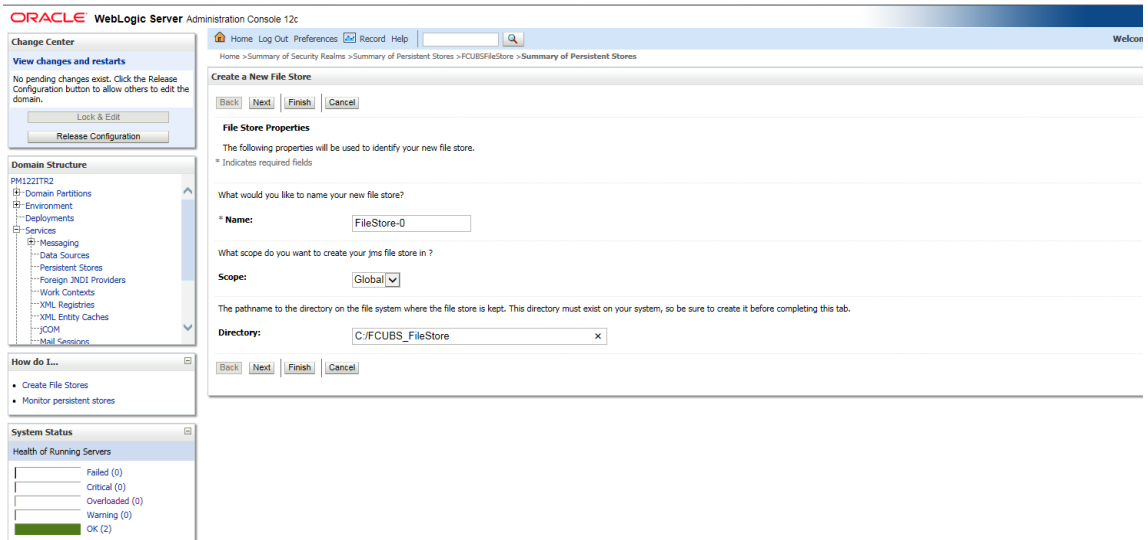 ORACLE WebLogic Server Administration Console 12c
Change Center
View changes and restarts
No pending changes exist. Click the Release
Configuration button to allow others to edit the
domain.
Lock & Edit
Release Configuration
Domain Structure
PM122ITR2
Domain Partitions
Environment
Deployments
Services
Messaging
Data Sources
Persistent Stores
Foreign JNDI Providers
Work Contexts
XML Registries
XML Entity Caches
jCOM
Mail Sessions
How do I...
Create File Stores
Monitor persistent stores
System Status
Health of Running Servers
Failed (0)
Critical (0)
Overloaded (0)
Warning (0)
OK (2)
Home Log Out Preferences Record Help
Welcon
Home >Summary of Security Realms >Summary of Persistent Stores >FCUBSFileStore >Summary of Persistent Stores
Create a New File Store
Back Next Finish Cancel
File Store Properties
The following properties will be used to identify your new file store.
* Indicates required fields
What would you like to name your new file store?
* Name: FileStore-0
What scope do you want to create your jms file store in ?
Scope: Global
The pathname to the directory on the file system where the file store is kept. This directory must exist on your system, so be sure to create it before completing this tab.
Directory: C:/FCUBS_FileStore
Back Next Finish Cancel